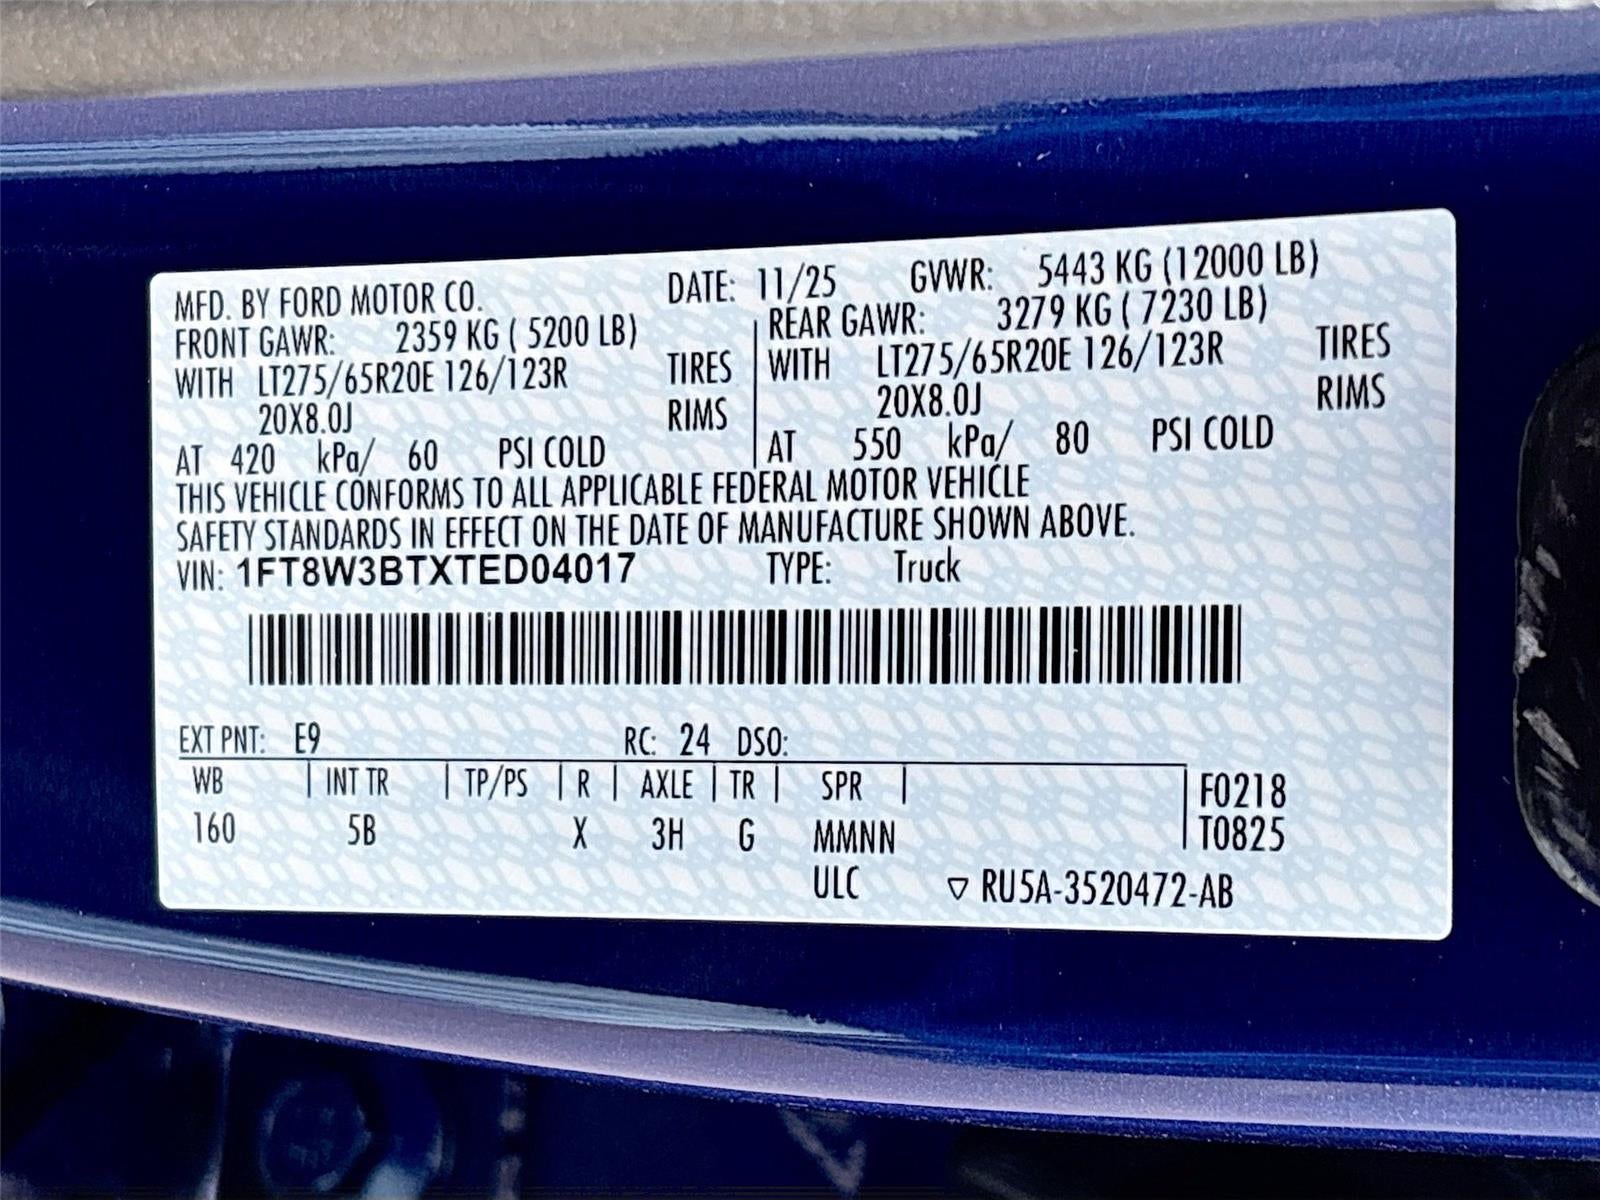 MFD. BY FORD MOTOR CO. DATE: 11/25 GVWR: 5443 KG (12000 LB)
FRONT GAWR: 2359 KG ( 5200 LB) REAR GAWR: 3279 KG ( 7230 LB)
WITH LT275/65R20E 126/123R TIRES WITH LT275/65R20E 126/123R TIRES
20X8.0J RIMS 20X8.0J RIMS
AT 420 kPa/ 60 PSI COLD AT 550 kPa/ 80 PSI COLD
THIS VEHICLE CONFORMS TO ALL APPLICABLE FEDERAL MOTOR VEHICLE
SAFETY STANDARDS IN EFFECT ON THE DATE OF MANUFACTURE SHOWN ABOVE.
VIN: 1FT8W3BTXTED04017 TYPE: Truck
EXT PNT: E9 RC: 24 DSO:
WB INT TR TP/PS R AXLE TR SPR F0218
160 5B X 3H G MMNN T0825
ULC ▽ RU5A-3520472-AB